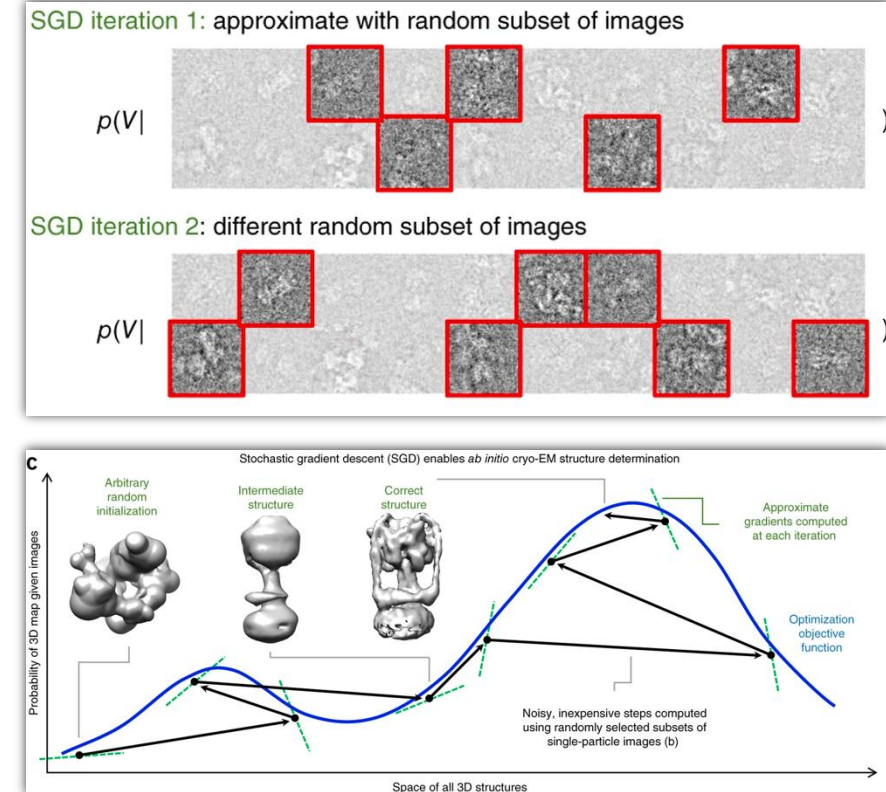 SGD iteration 1: approximate with random subset of images
p(V|
)
SGD iteration 2: different random subset of images
p(V|
)
c
Stochastic gradient descent (SGD) enables ab initio cryo-EM structure determination
Arbitrary
random
initialization
Intermediate
structure
Correct
structure
Approximate
gradients computed
at each iteration
Probability of 3D map given images
Optimization
objective
function
Noisy, inexpensive steps computed
using randomly selected subsets of
single-particle images (b)
Space of all 3D structures